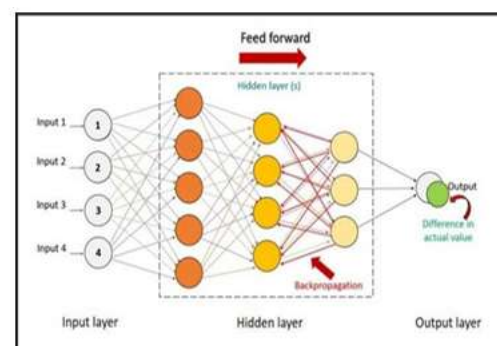 Feed forward
Hidden layer (s)
Input 1
1
Input 2
2
Input 3
3
Input 4
4
Output
Difference in
actual value
Backpropagation
Input layer
Hidden layer
Output layer